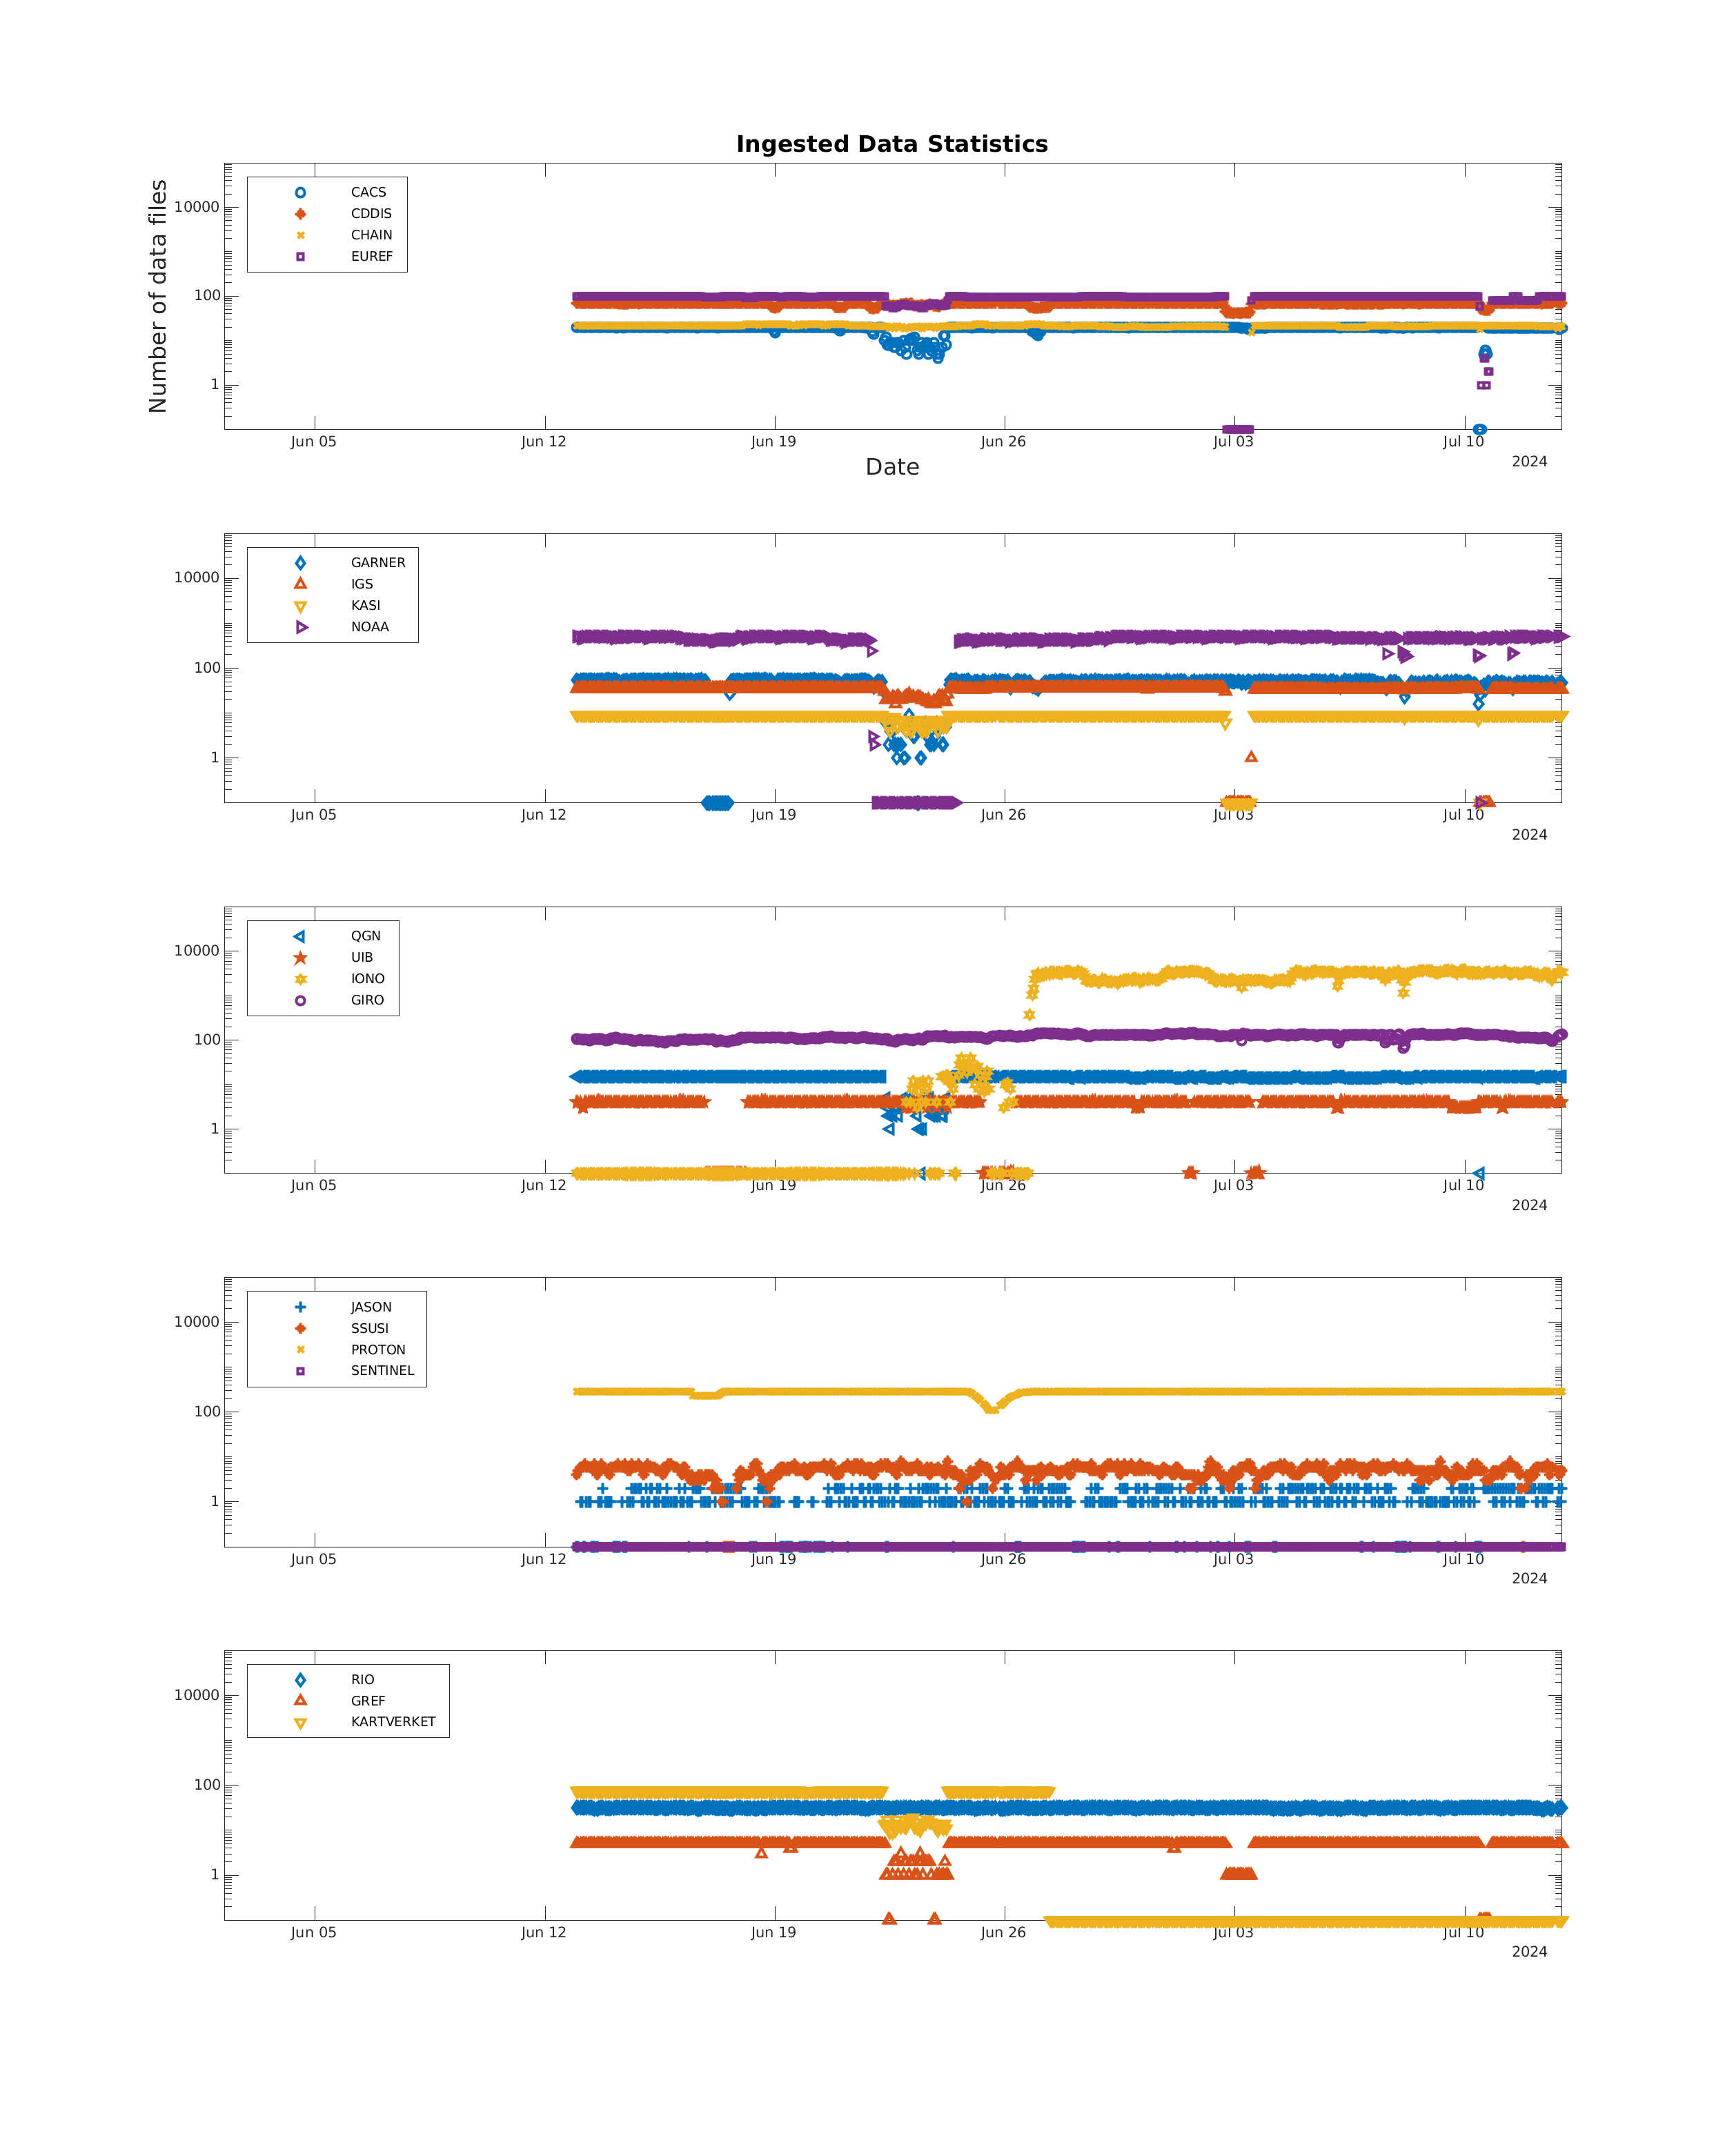 Ingested Data Statistics
Number of data files
CACS
CDDIS
CHAIN
EUREF
10000
100
1
Jun 05 Jun 12 Jun 19 Jun 26 Jul 03 Jul 10
2024
Date
GARNER
IGS
KASI
NOAA
10000
100
1
Jun 05 Jun 12 Jun 19 Jun 26 Jul 03 Jul 10
2024
QGN
UIB
IONO
GIRO
10000
100
1
Jun 05 Jun 12 Jun 19 Jun 26 Jul 03 Jul 10
2024
JASON
SSUSI
PROTON
SENTINEL
10000
100
1
Jun 05 Jun 12 Jun 19 Jun 26 Jul 03 Jul 10
2024
RIO
GREF
KARTVERKET
10000
100
1
Jun 05 Jun 12 Jun 19 Jun 26 Jul 03 Jul 10
2024